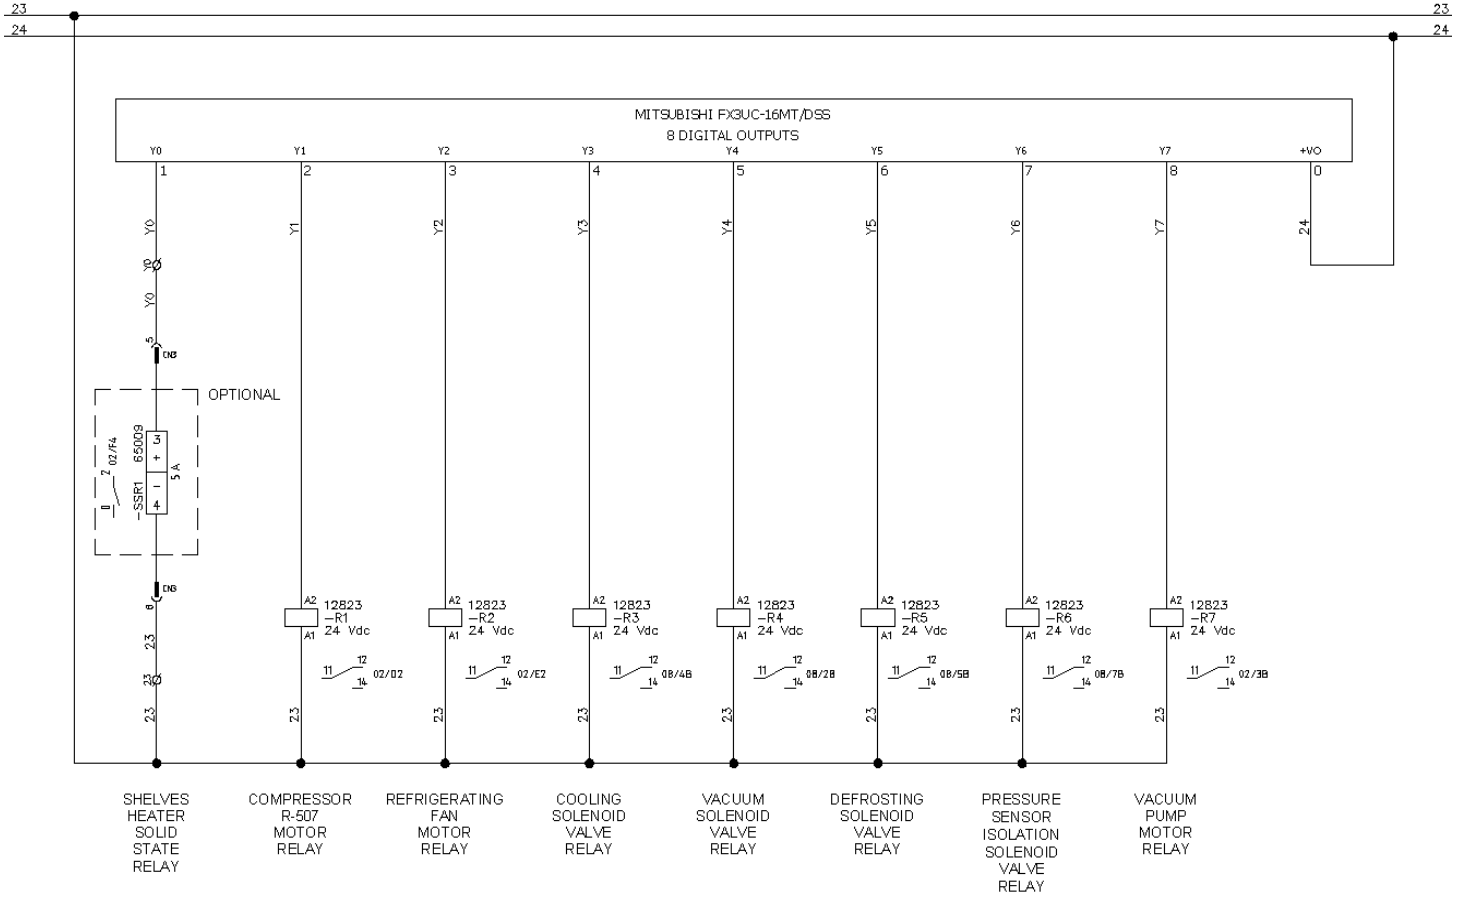 23 23
24 24
MITSUBISHI FX3UC-16MT/DSS
8 DIGITAL OUTPUTS
Y0 Y1 Y2 Y3 Y4 Y5 Y6 Y7 +V0
1 2 3 4 5 6 7 8 0
Y0 Y1 Y2 Y3 Y4 Y5 Y6 Y7 24
Y0
Y0
5 CN3
OPTIONAL
02/F4
65009
3
+
5 A
-
4
-SSR1
CN3
8
A2 12823 A2 12823 A2 12823 A2 12823 A2 12823 A2 12823 A2 12823
-R1 -R2 -R3 -R4 -R5 -R6 -R7
A1 24 Vdc A1 24 Vdc A1 24 Vdc A1 24 Vdc A1 24 Vdc A1 24 Vdc A1 24 Vdc
23
12 12 12 12 12 12 12
11 02/D2 11 02/E2 11 08/4B 11 08/2B 11 08/5B 11 08/7B 11 02/3B
14 14 14 14 14 14 14
23
23 23 23 23 23 23 23 23
SHELVES
HEATER
SOLID
STATE
RELAY
COMPRESSOR
R-507
MOTOR
RELAY
REFRIGERATING
FAN
MOTOR
RELAY
COOLING
SOLENOID
VALVE
RELAY
VACUUM
SOLENOID
VALVE
RELAY
DEFROSTING
SOLENOID
VALVE
RELAY
PRESSURE
SENSOR
ISOLATION
SOLENOID
VALVE
RELAY
VACUUM
PUMP
MOTOR
RELAY